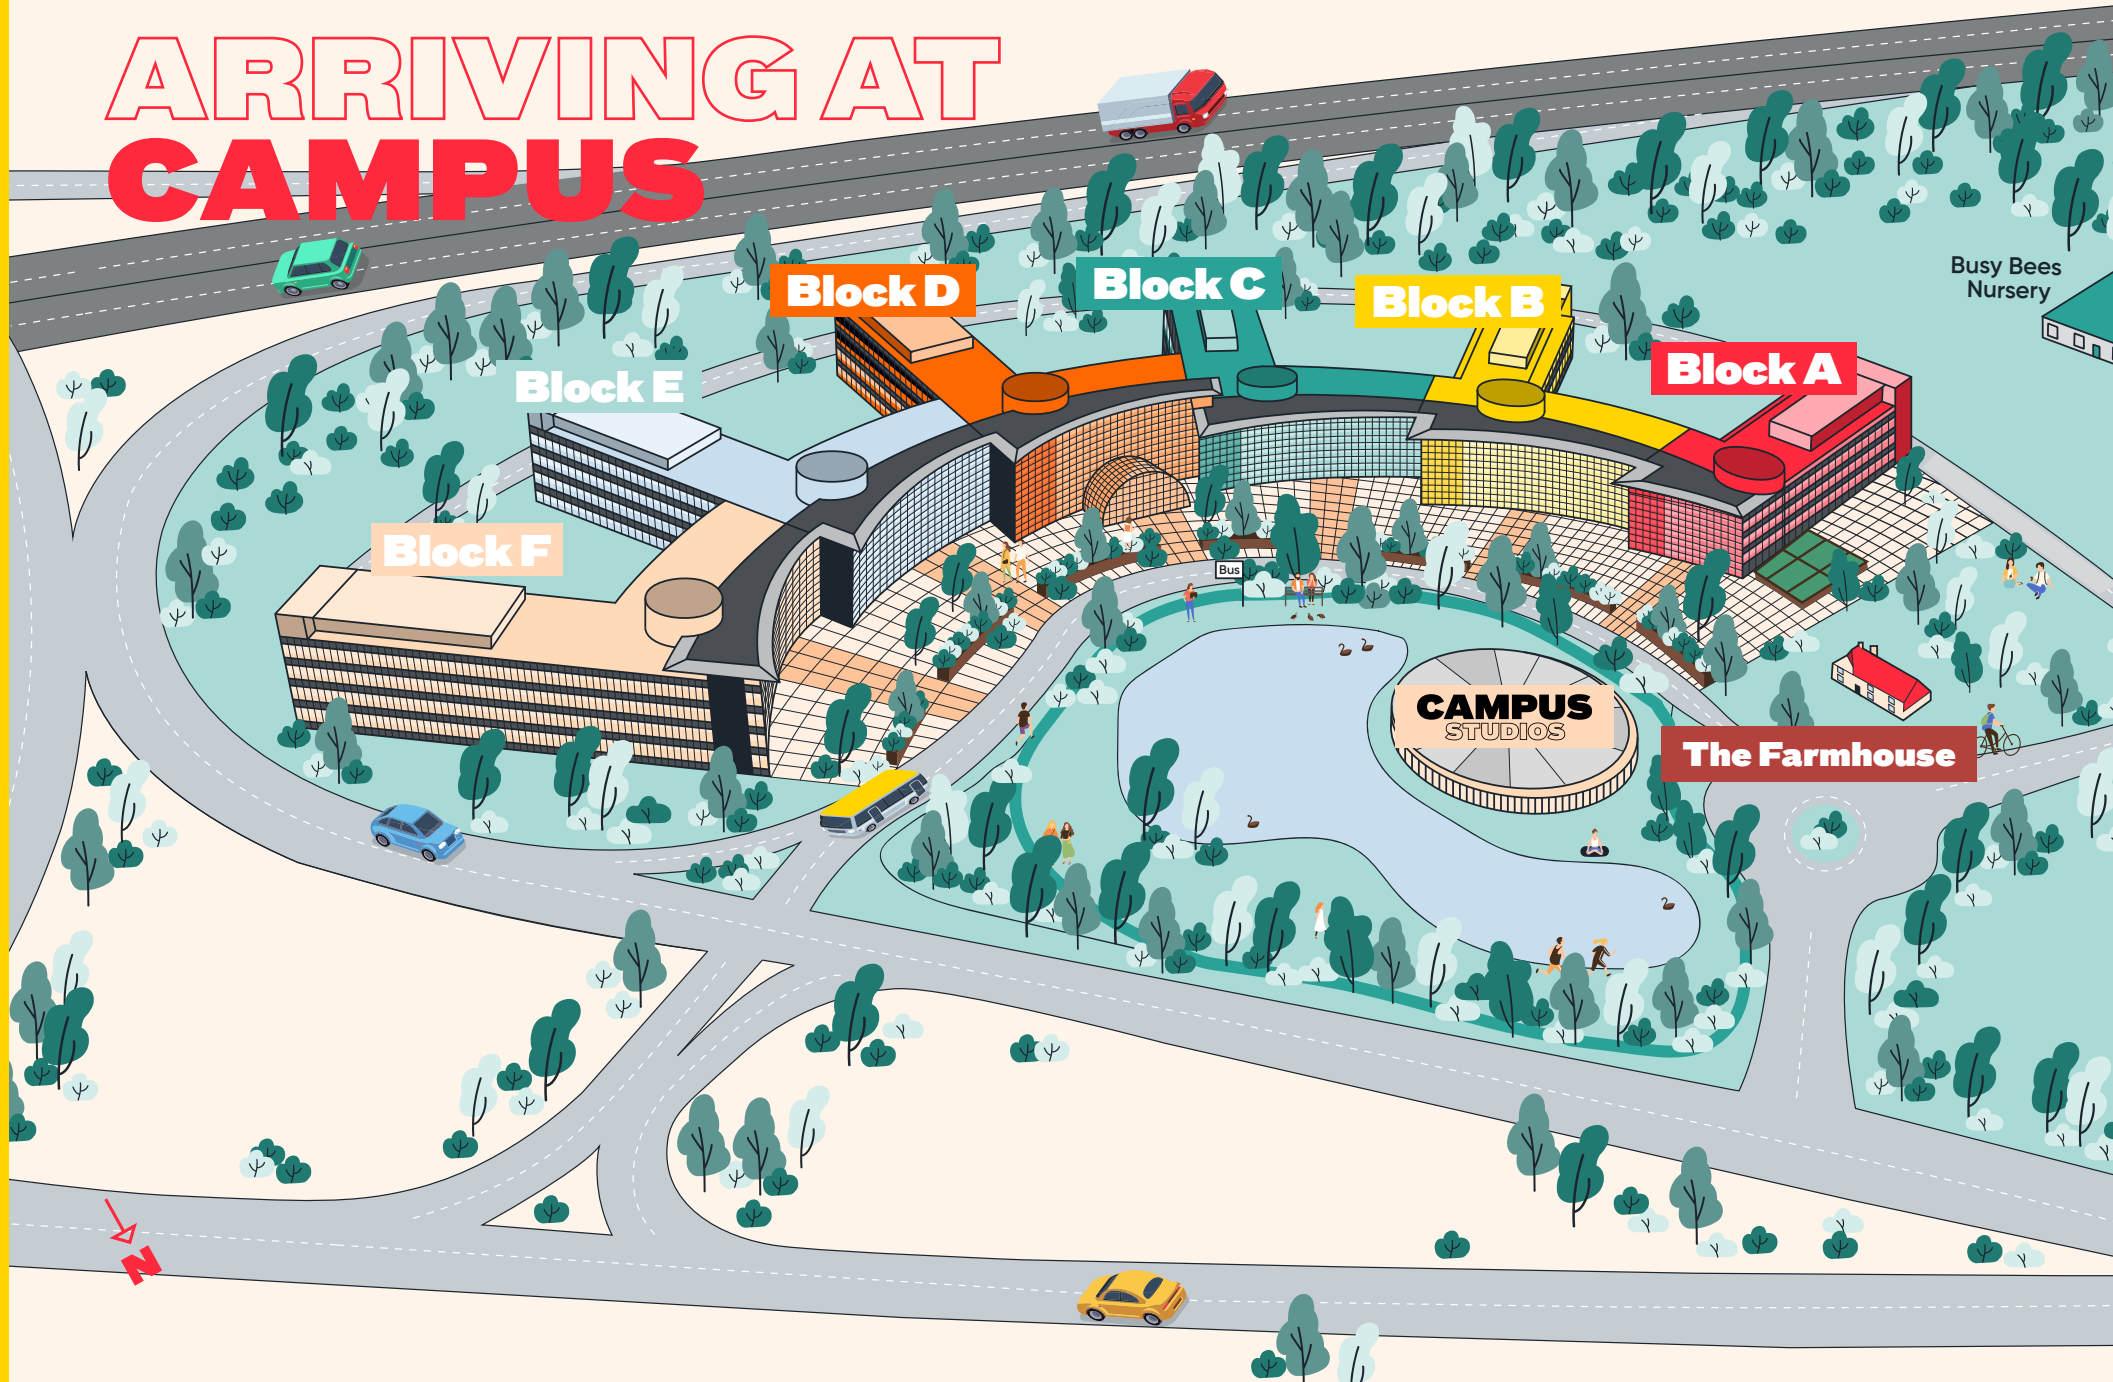 ARRIVING AT
CAMPUS
Block D
Block C
Block B
Block A
Block E
Block F
Busy Bees
Nursery
Bus
CAMPUS
STUDIOS
The Farmhouse
N